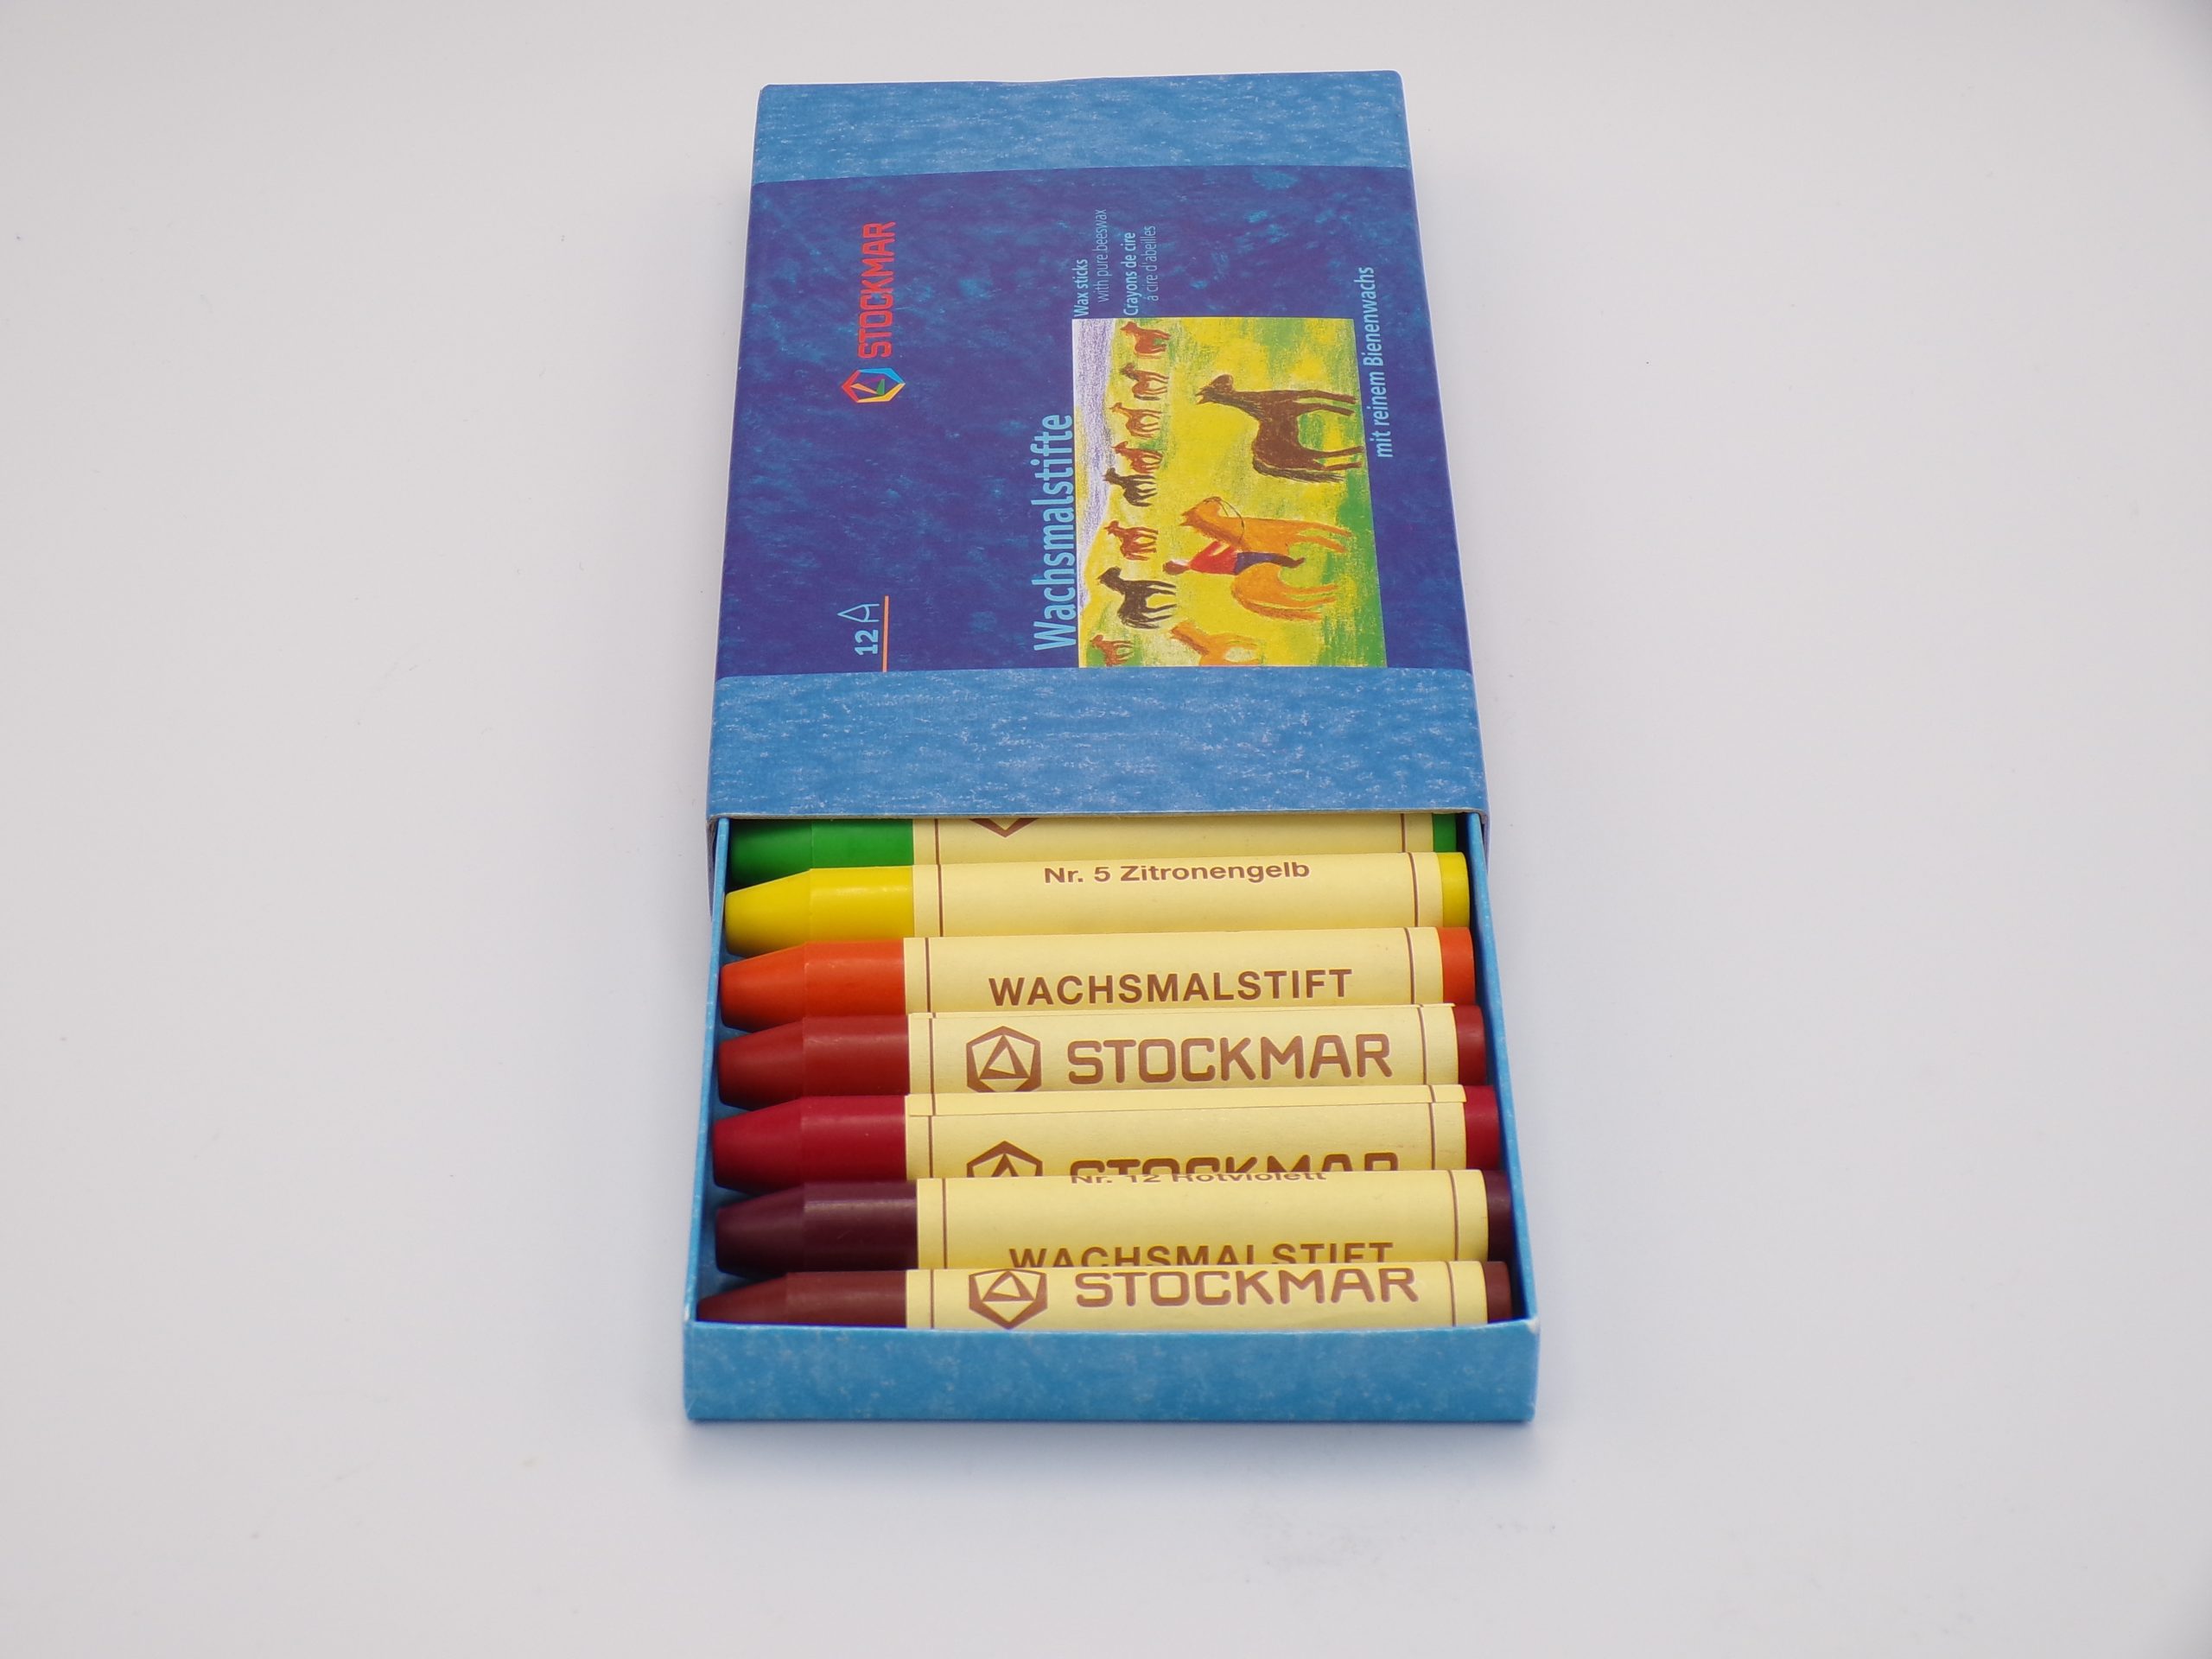 STOCKMAR
12
Wachsmalstifte
Wax sticks
with pure beeswax
Crayons de cire
à cire d'abeilles
mit reinem Bienenwachs
Nr. 5 Zitronengelb
WACHSMALSTIFT
STOCKMAR
STOCKMAR
Nr. 12 Rotviolett
WACHSMALSTIFT
STOCKMAR